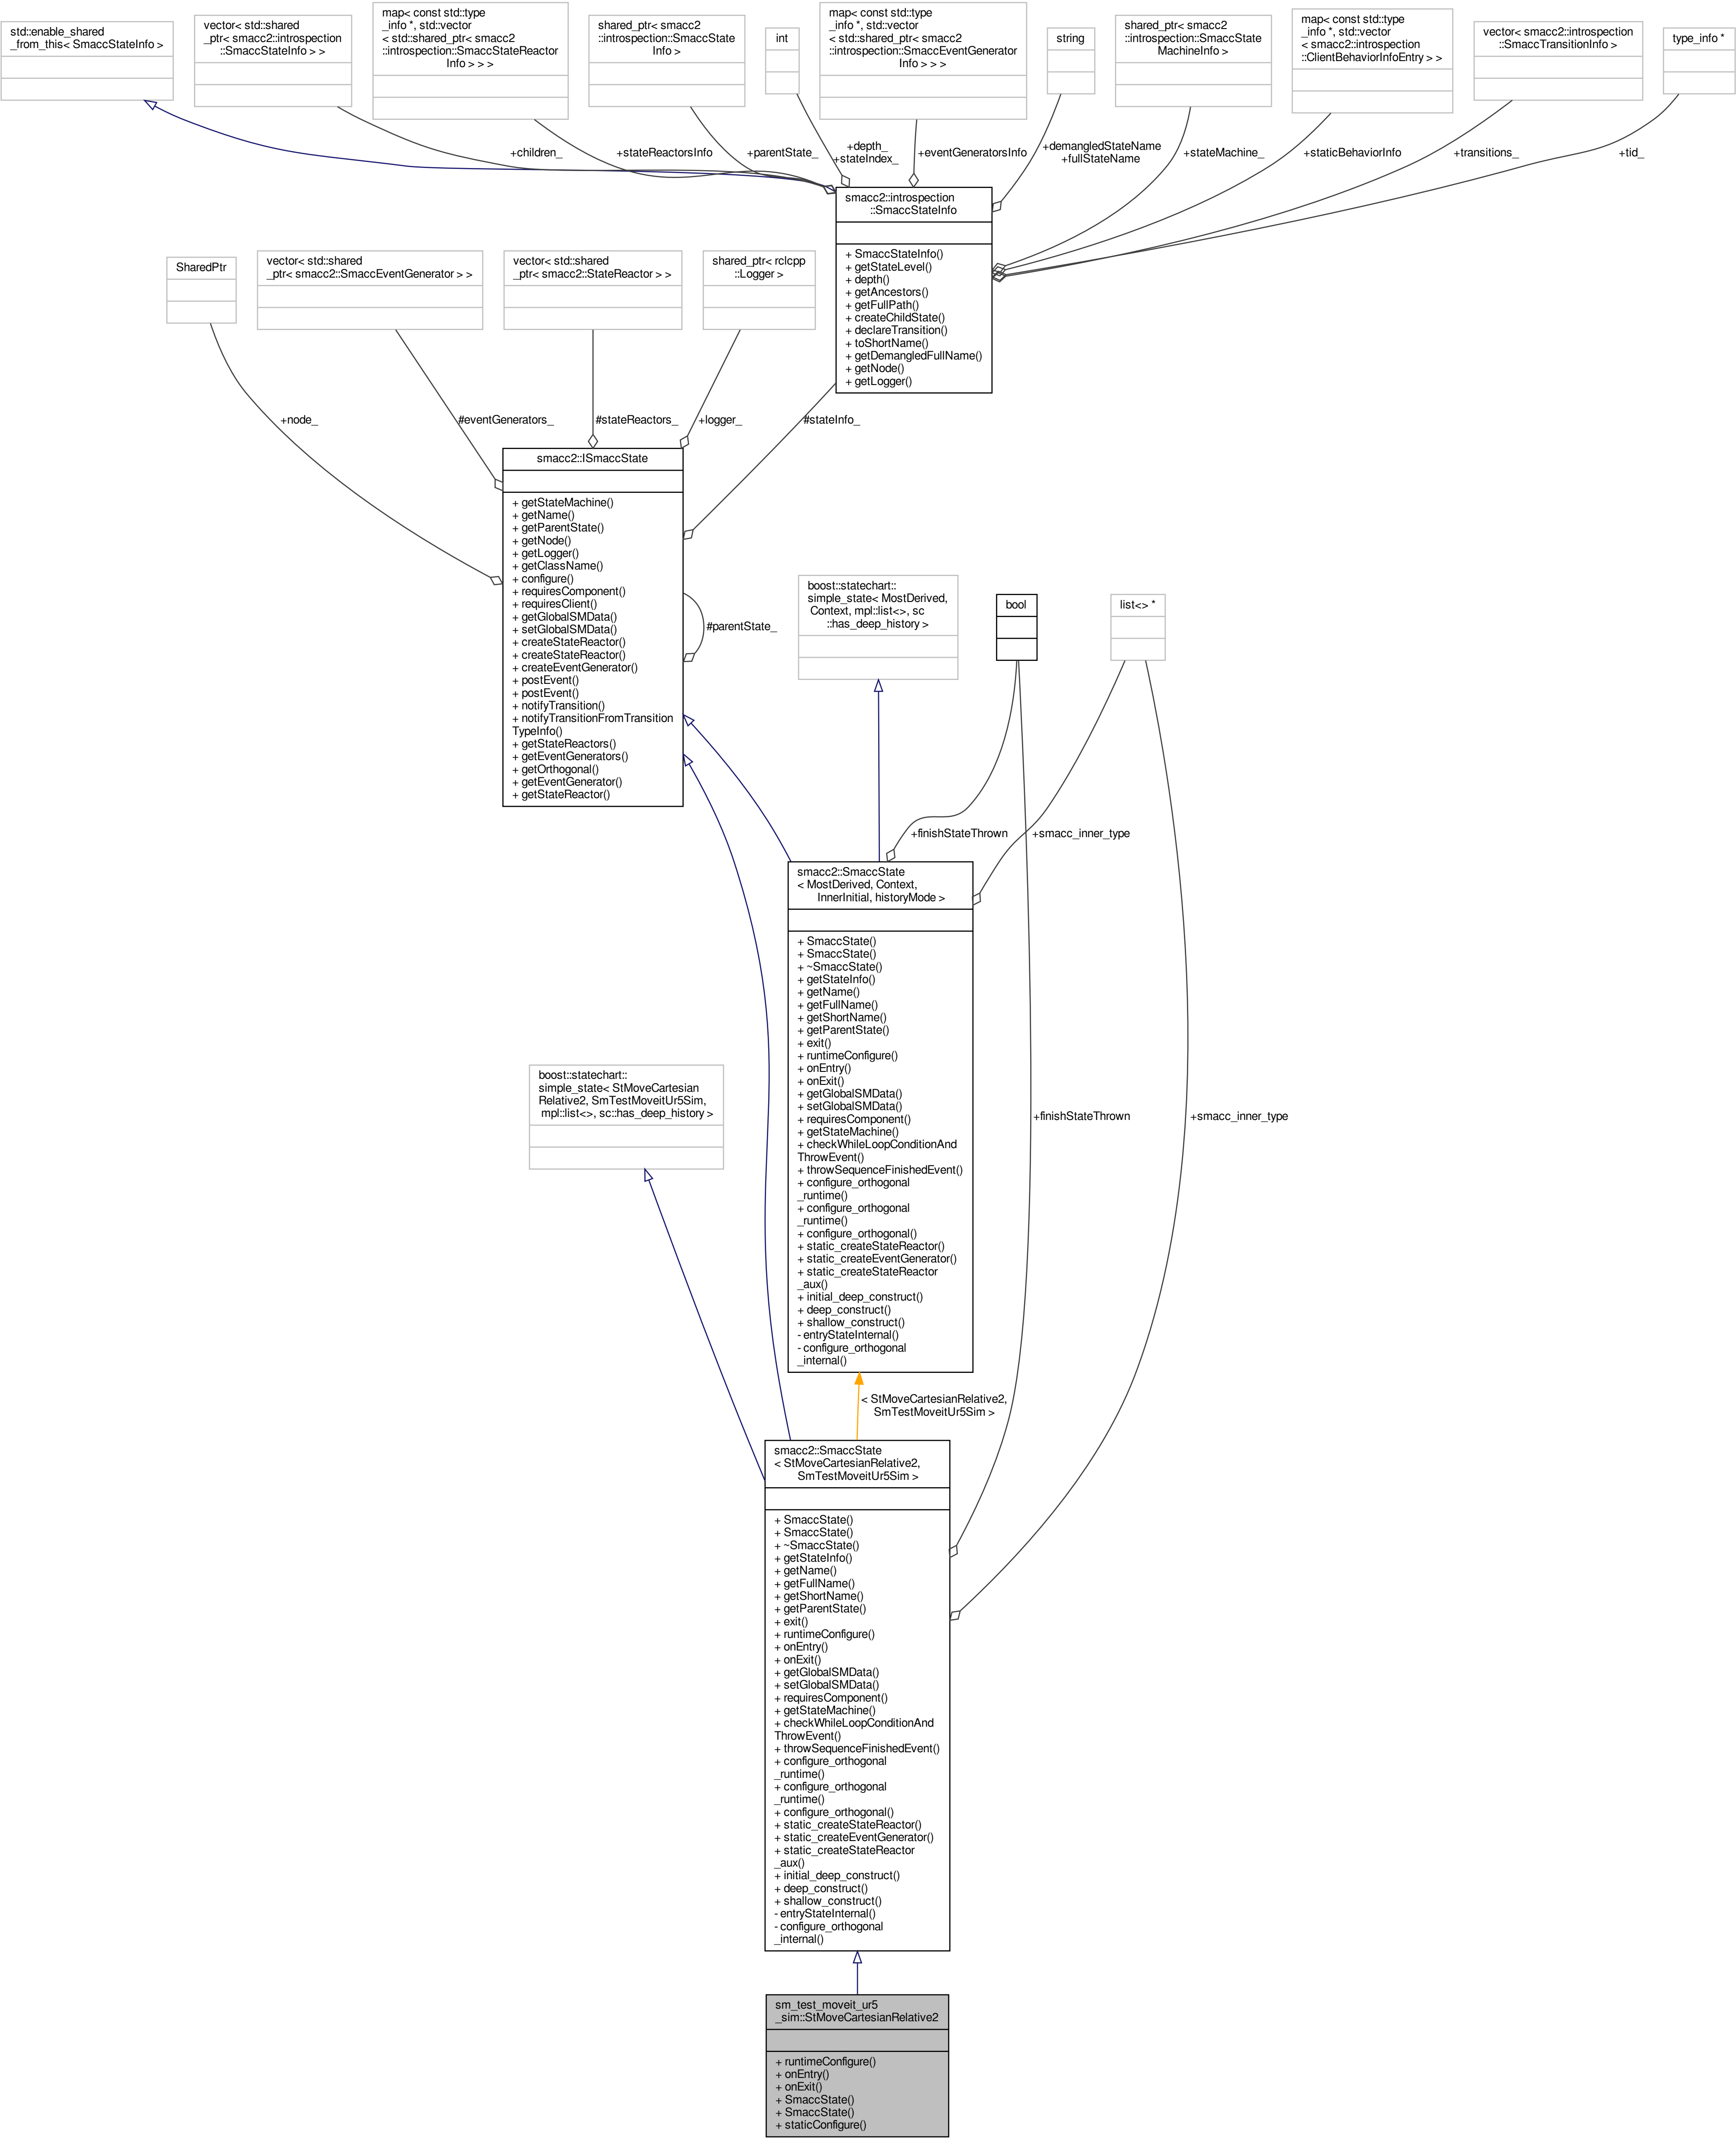 std::enable_shared
_from_this< SmaccStateInfo >
vector< std::shared
_ptr< smacc2::introspection
::SmaccStateInfo > >
map< const std::type
_info *, std::vector
< std::shared_ptr< smacc2
::introspection::SmaccStateReactor
Info > > >
shared_ptr< smacc2
::introspection::SmaccState
Info >
int
map< const std::type
_info *, std::vector
< std::shared_ptr< smacc2
::introspection::SmaccEventGenerator
Info > > >
string
shared_ptr< smacc2
::introspection::SmaccState
MachineInfo >
map< const std::type
_info *, std::vector
< smacc2::introspection
::ClientBehaviorInfoEntry > >
vector< smacc2::introspection
::SmaccTransitionInfo >
type_info *
+children_
+stateReactorsInfo
+parentState_
+depth_
+stateIndex_
+eventGeneratorsInfo
+demangledStateName
+fullStateName
+stateMachine_
+staticBehaviorInfo
+transitions_
+tid_
smacc2::introspection
::SmaccStateInfo
+ SmaccStateInfo()
+ getStateLevel()
+ depth()
+ getAncestors()
+ getFullPath()
+ createChildState()
+ declareTransition()
+ toShortName()
+ getDemangledFullName()
+ getNode()
+ getLogger()
SharedPtr
vector< std::shared
_ptr< smacc2::SmaccEventGenerator > >
vector< std::shared
_ptr< smacc2::StateReactor > >
shared_ptr< rclcpp
::Logger >
+node_
#eventGenerators_
#stateReactors_
+logger_
#stateInfo_
smacc2::ISmaccState
+ getStateMachine()
+ getName()
+ getParentState()
+ getNode()
+ getLogger()
+ getClassName()
+ configure()
+ requiresComponent()
+ requiresClient()
+ getGlobalSMData()
+ setGlobalSMData()
+ createStateReactor()
+ createStateReactor()
+ createEventGenerator()
+ postEvent()
+ postEvent()
+ notifyTransition()
+ notifyTransitionFromTransition
TypeInfo()
+ getStateReactors()
+ getEventGenerators()
+ getOrthogonal()
+ getEventGenerator()
+ getStateReactor()
#parentState_
boost::statechart::
simple_state< MostDerived,
Context, mpl::list<>, sc
::has_deep_history >
bool
list<> *
+finishStateThrown
+smacc_inner_type
smacc2::SmaccState
< MostDerived, Context,
InnerInitial, historyMode >
+ SmaccState()
+ SmaccState()
+ ~SmaccState()
+ getStateInfo()
+ getName()
+ getFullName()
+ getShortName()
+ getParentState()
+ exit()
+ runtimeConfigure()
+ onEntry()
+ onExit()
+ getGlobalSMData()
+ setGlobalSMData()
+ requiresComponent()
+ getStateMachine()
+ checkWhileLoopConditionAnd
ThrowEvent()
+ throwSequenceFinishedEvent()
+ configure_orthogonal
_runtime()
+ configure_orthogonal
_runtime()
+ configure_orthogonal()
+ static_createStateReactor()
+ static_createEventGenerator()
+ static_createStateReactor
_aux()
+ initial_deep_construct()
+ deep_construct()
+ shallow_construct()
- entryStateInternal()
- configure_orthogonal
_internal()
boost::statechart::
simple_state< StMoveCartesian
Relative2, SmTestMoveitUr5Sim,
mpl::list<>, sc::has_deep_history >
+finishStateThrown
+smacc_inner_type
< StMoveCartesianRelative2,
SmTestMoveitUr5Sim >
smacc2::SmaccState
< StMoveCartesianRelative2,
SmTestMoveitUr5Sim >
+ SmaccState()
+ SmaccState()
+ ~SmaccState()
+ getStateInfo()
+ getName()
+ getFullName()
+ getShortName()
+ getParentState()
+ exit()
+ runtimeConfigure()
+ onEntry()
+ onExit()
+ getGlobalSMData()
+ setGlobalSMData()
+ requiresComponent()
+ getStateMachine()
+ checkWhileLoopConditionAnd
ThrowEvent()
+ throwSequenceFinishedEvent()
+ configure_orthogonal
_runtime()
+ configure_orthogonal
_runtime()
+ configure_orthogonal()
+ static_createStateReactor()
+ static_createEventGenerator()
+ static_createStateReactor
_aux()
+ initial_deep_construct()
+ deep_construct()
+ shallow_construct()
- entryStateInternal()
- configure_orthogonal
_internal()
sm_test_moveit_ur5
_sim::StMoveCartesianRelative2
+ runtimeConfigure()
+ onEntry()
+ onExit()
+ SmaccState()
+ SmaccState()
+ staticConfigure()